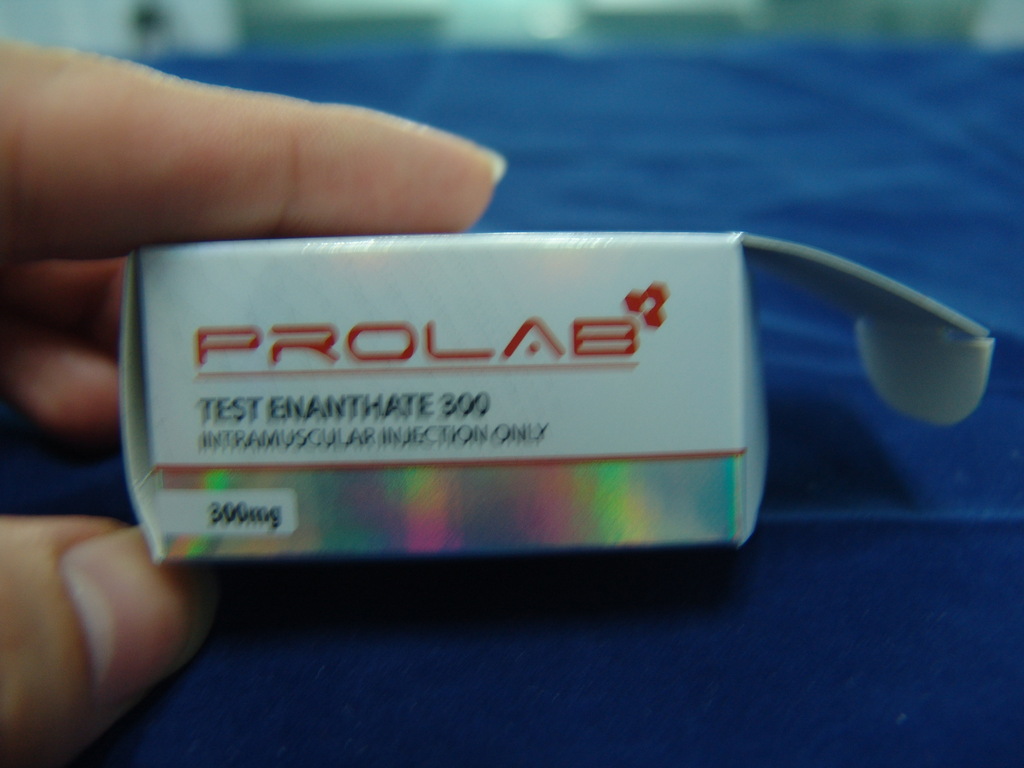 PROLAB
TEST ENANTHATE 300
INTRAMUSCULAR INJECTION ONLY
300mg